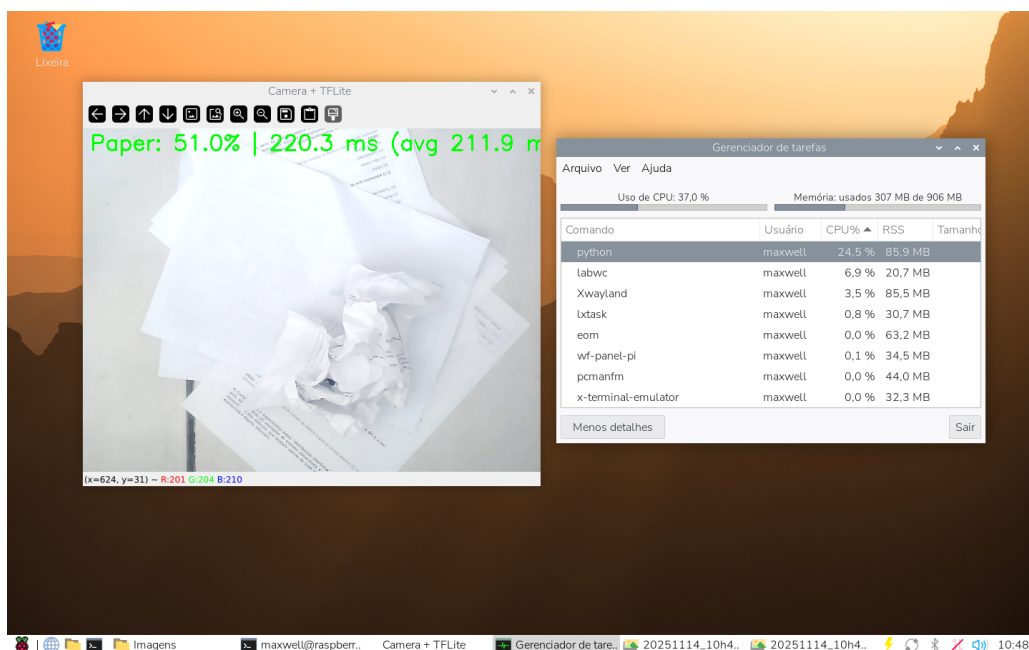 Lixeira
Camera + TFLite
Paper: 51.0% | 220.3 ms (avg 211.9 m
(x=624, y=31) ~ R:201 G:204 B:210
Gerenciador de tarefas
Arquivo Ver Ajuda
Uso de CPU: 37,0 % Memória: usados 307 MB de 906 MB
Comando Usuário CPU% RSS Tamanho
python maxwell 24,5 % 85,9 MB
labwc maxwell 6,9 % 20,7 MB
Xwayland maxwell 3,5 % 85,5 MB
lxtask maxwell 0,8 % 30,7 MB
eom maxwell 0,0 % 63,2 MB
wf-panel-pi maxwell 0,1 % 34,5 MB
pcmanfm maxwell 0,0 % 44,0 MB
x-terminal-emulator maxwell 0,0 % 32,3 MB
Menos detalhes Sair
Imagens maxwell@raspberr.. Camera + TFLite Gerenciador de tare.. 20251114_10h4.. 20251114_10h4.. 10:48